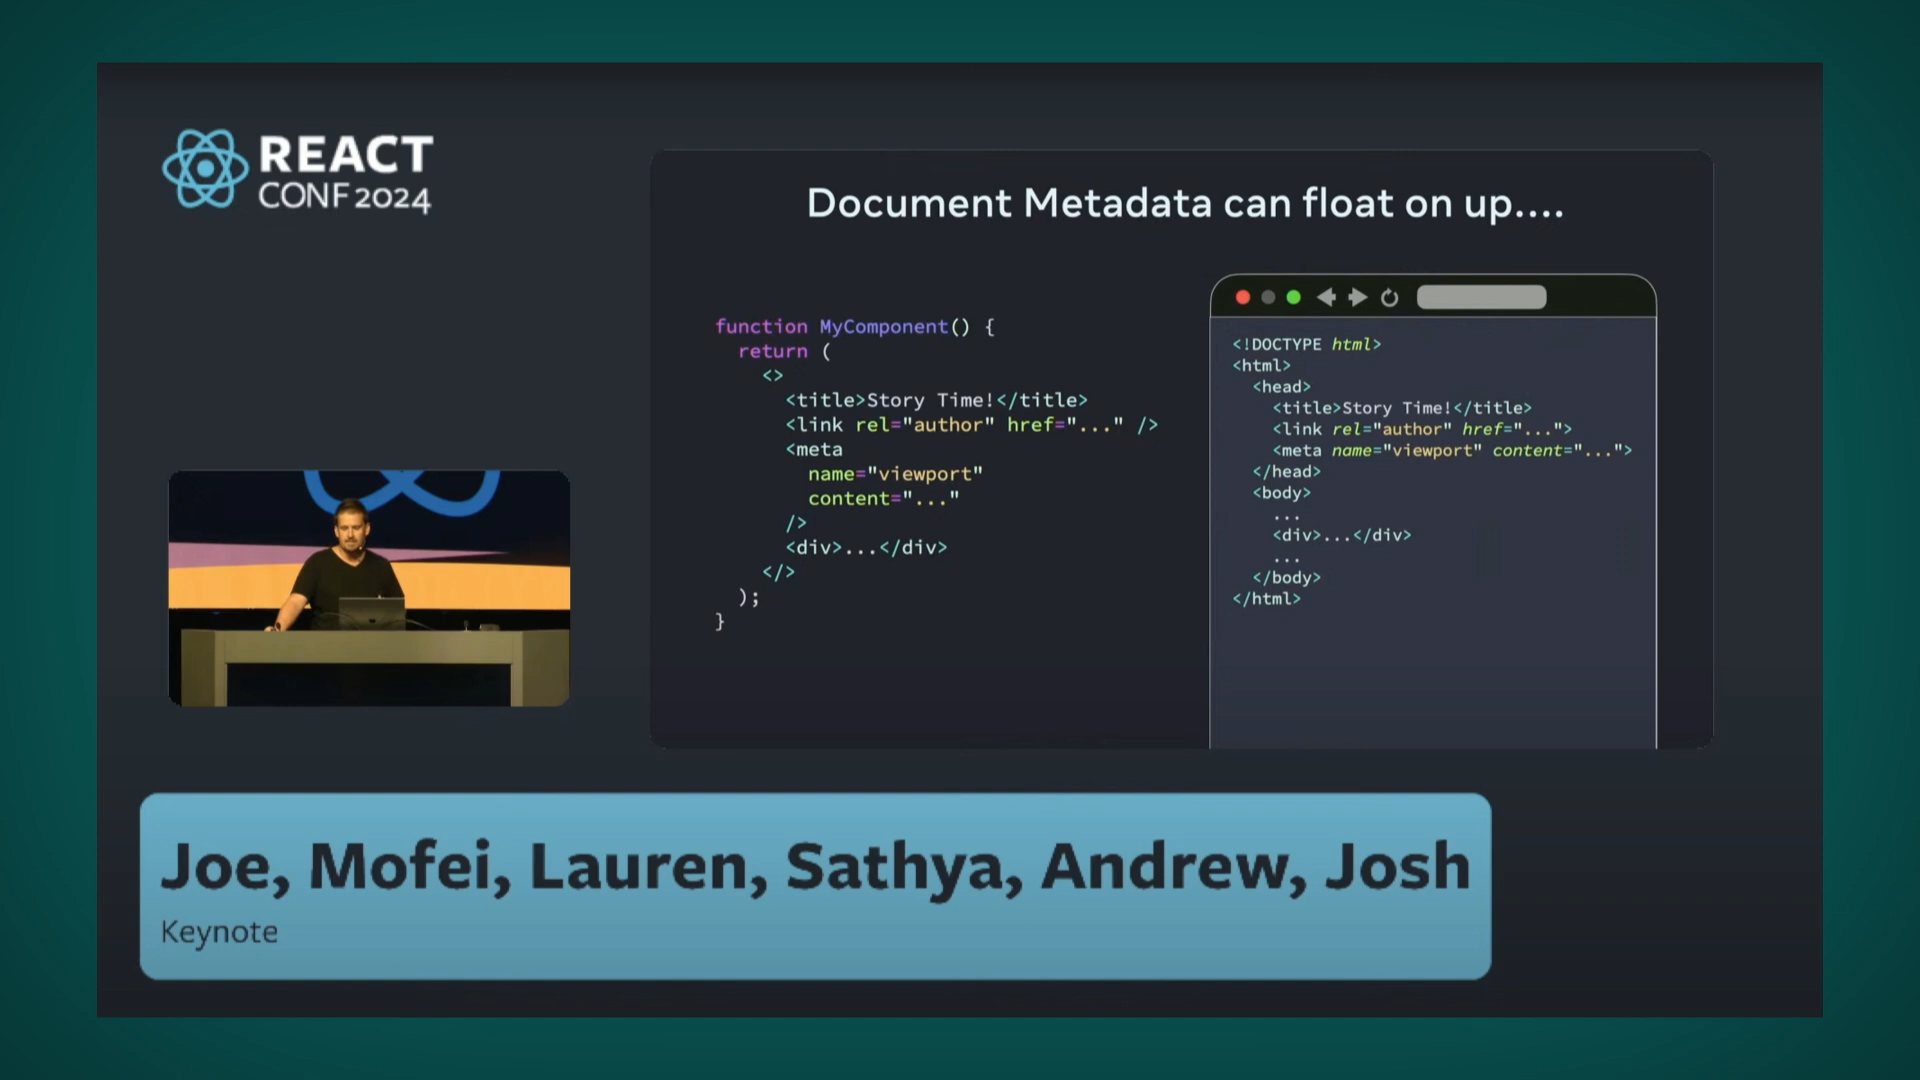 REACT
CONF 2024
Document Metadata can float on up....
function MyComponent() {
  return (
    <>
      <title>Story Time!</title>
      <link rel="author" href="..." />
      <meta
        name="viewport"
        content="..."
      />
      <div>...</div>
    </>
  );
}
<!DOCTYPE html>
<html>
  <head>
    <title>Story Time!</title>
    <link rel="author" href="...">
    <meta name="viewport" content="...">
  </head>
  <body>
    ...
    <div>...</div>
    ...
  </body>
</html>
Joe, Mofei, Lauren, Sathya, Andrew, Josh
Keynote